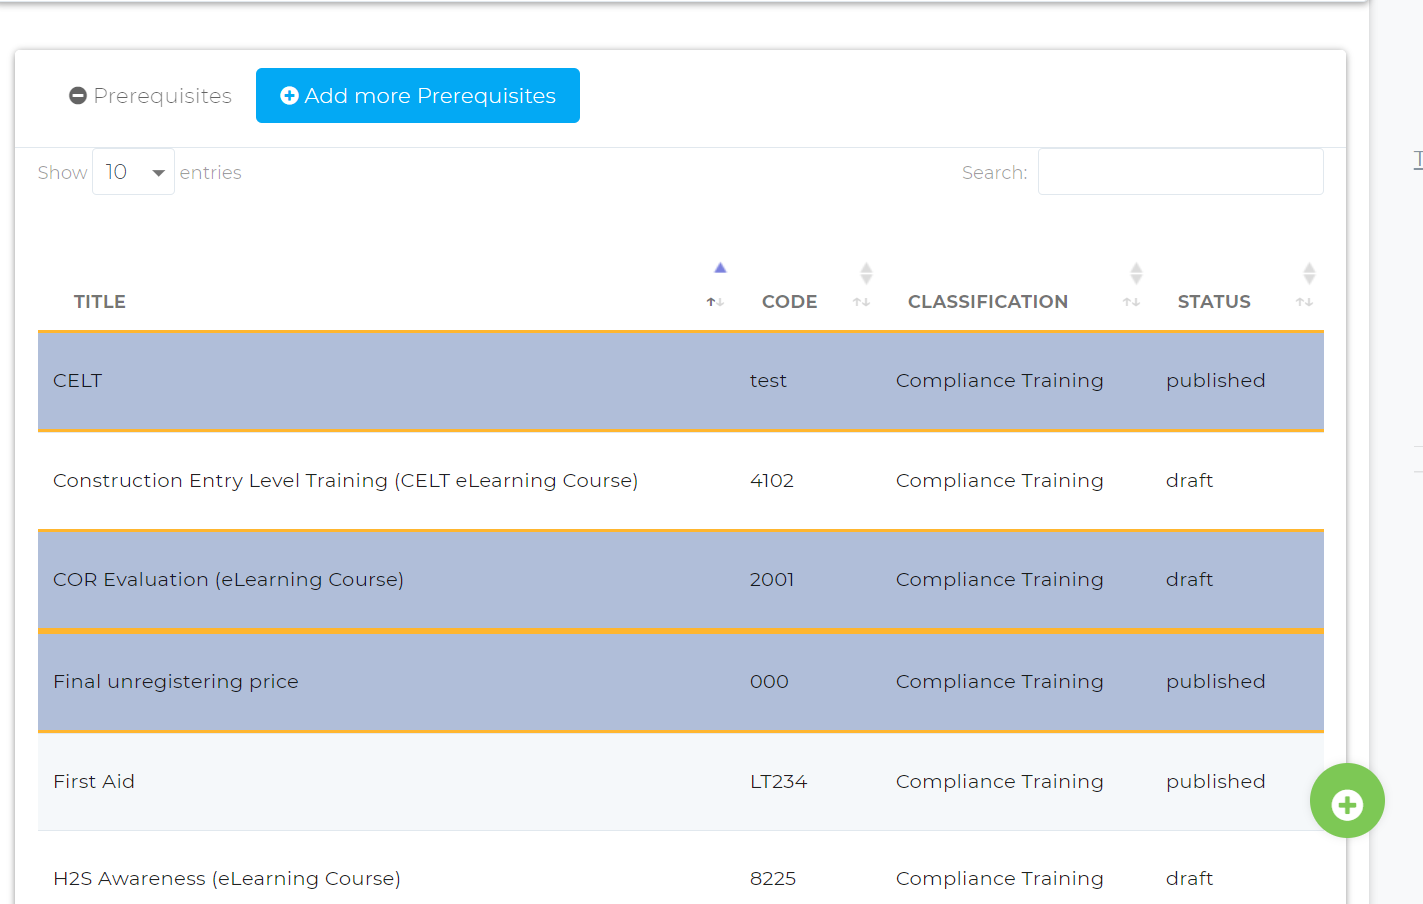 Prerequisites Add more Prerequisites
Show 10 entries Search:
TITLE CODE CLASSIFICATION STATUS
CELT test Compliance Training published
Construction Entry Level Training (CELT eLearning Course) 4102 Compliance Training draft
COR Evaluation (eLearning Course) 2001 Compliance Training draft
Final unregistering price 000 Compliance Training published
First Aid LT234 Compliance Training published
H2S Awareness (eLearning Course) 8225 Compliance Training draft